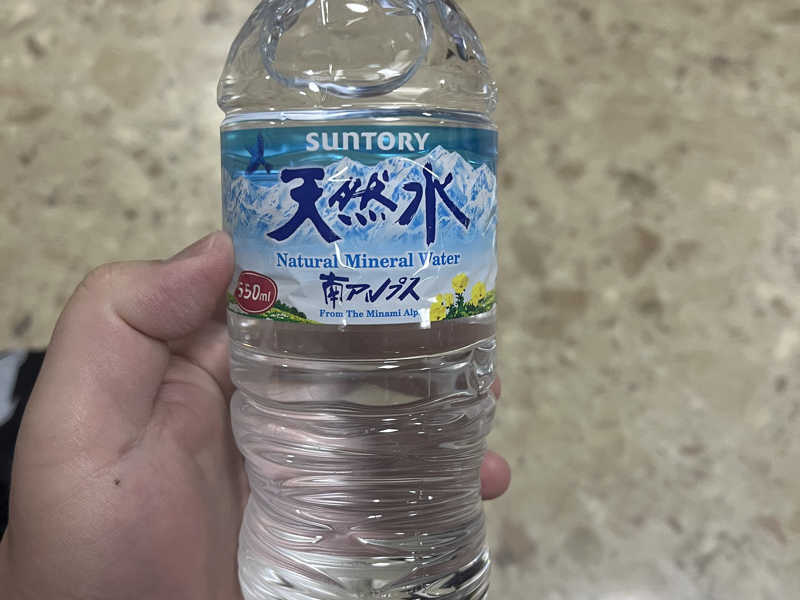 SUNTORY
天然水
Natural Mineral Water
南アルプス
550ml
From The Minami Alp